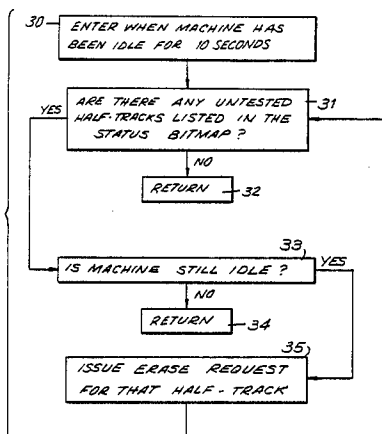 30
ENTER WHEN MACHINE HAS
BEEN IDLE FOR 10 SECONDS
YES
ARE THERE ANY UNTESTED
HALF-TRACKS LISTED IN THE
STATUS BITMAP?
31
NO
RETURN
32
33
IS MACHINE STILL IDLE?
YES
NO
RETURN
34
35
ISSUE ERASE REQUEST
FOR THAT HALF-TRACK